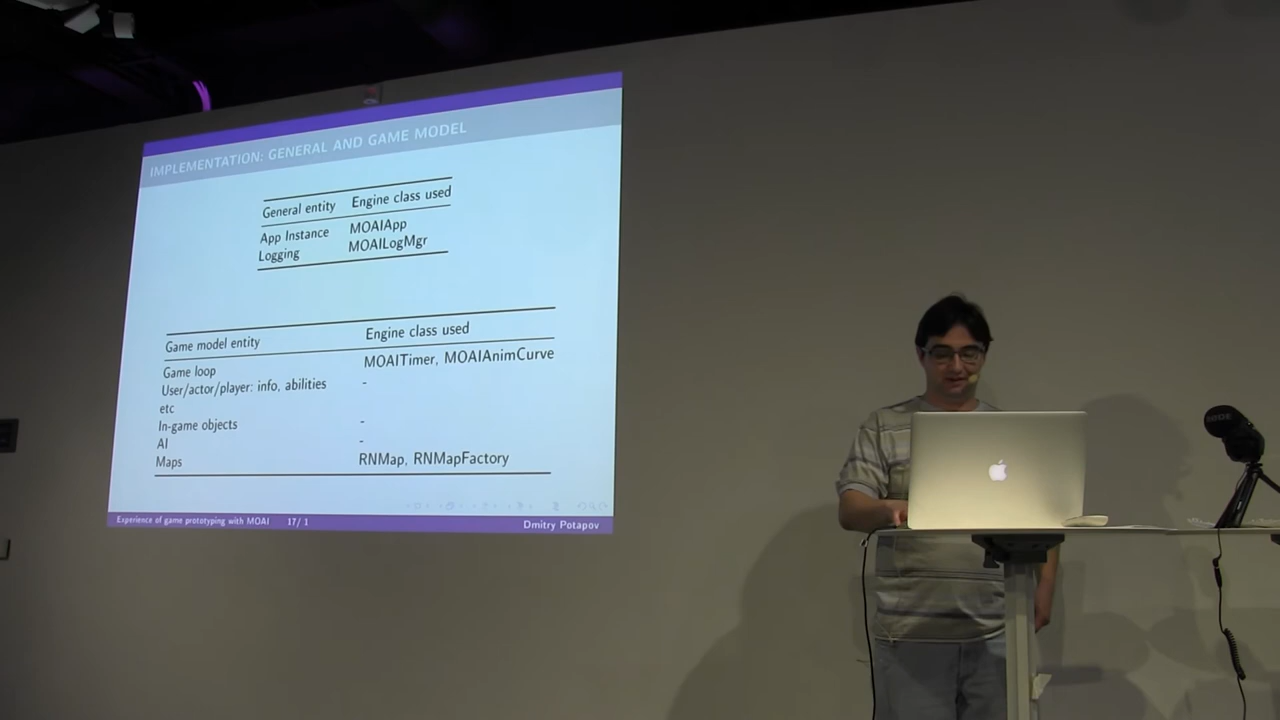 IMPLEMENTATION: GENERAL AND GAME MODEL
General entity Engine class used
App Instance MOAIApp
Logging MOAILogMgr
Game model entity Engine class used
Game loop MOAITimer, MOAIAnimCurve
User/actor/player: info, abilities -
etc
In-game objects -
AI -
Maps RNMap, RNMapFactory
Experience of game prototyping with MOAI 17/ 1 Dmitry Potapov